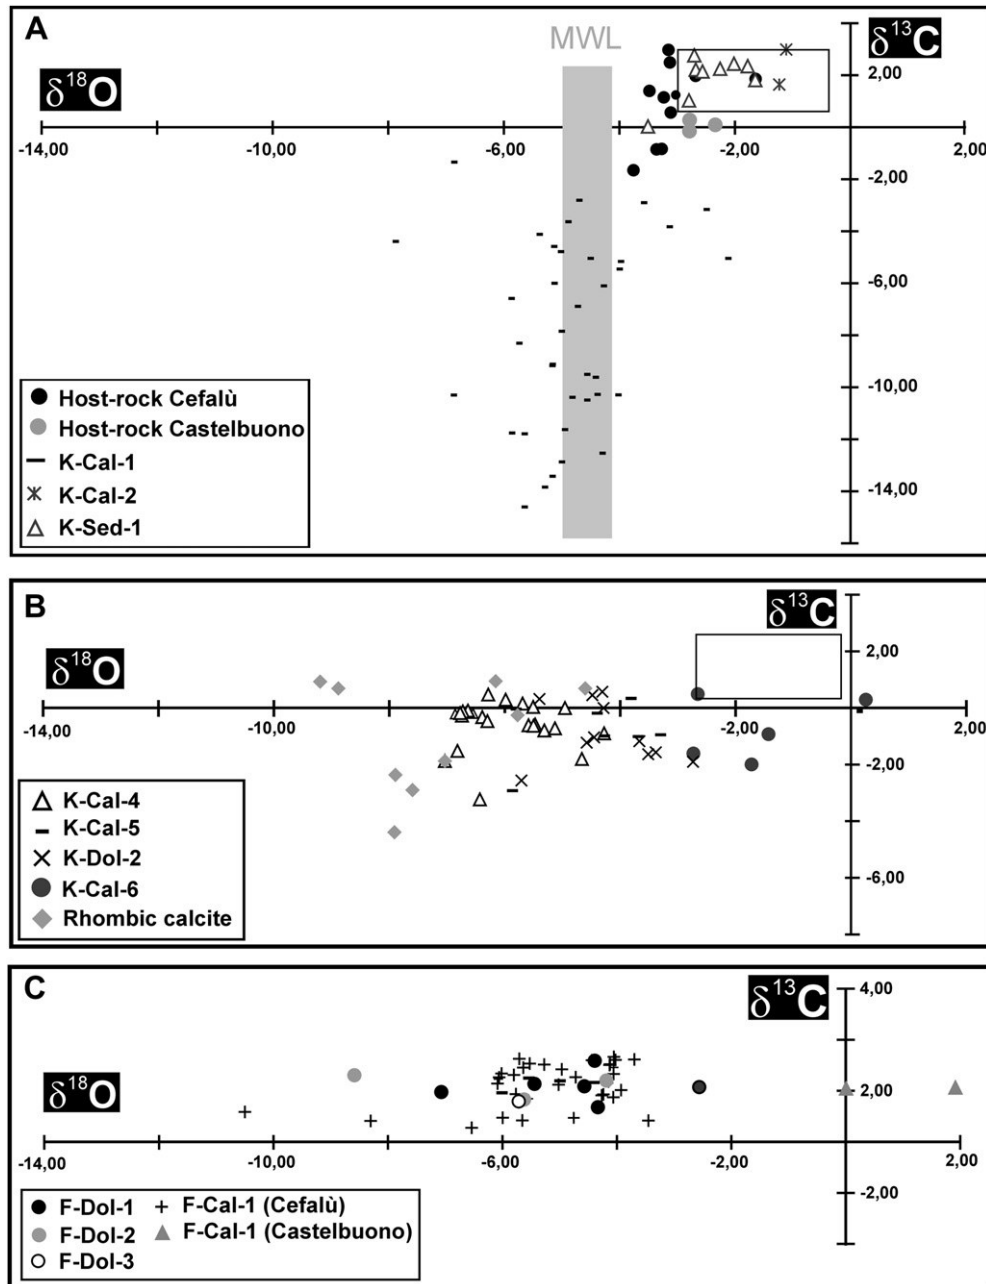 A
MWL
δ13C
δ18O
2,00
-14,00
-10,00
-6,00
-2,00
2,00
-2,00
-6,00
-10,00
-14,00
Host-rock Cefalù
Host-rock Castelbuono
K-Cal-1
K-Cal-2
K-Sed-1
B
δ13C
δ18O
2,00
-14,00
-10,00
-6,00
-2,00
2,00
-2,00
-6,00
K-Cal-4
K-Cal-5
K-Dol-2
K-Cal-6
Rhombic calcite
C
δ13C
4,00
δ18O
2,00
-14,00
-10,00
-6,00
-2,00
2,00
-2,00
F-Dol-1 F-Cal-1 (Cefalù)
F-Dol-2 F-Cal-1 (Castelbuono)
F-Dol-3